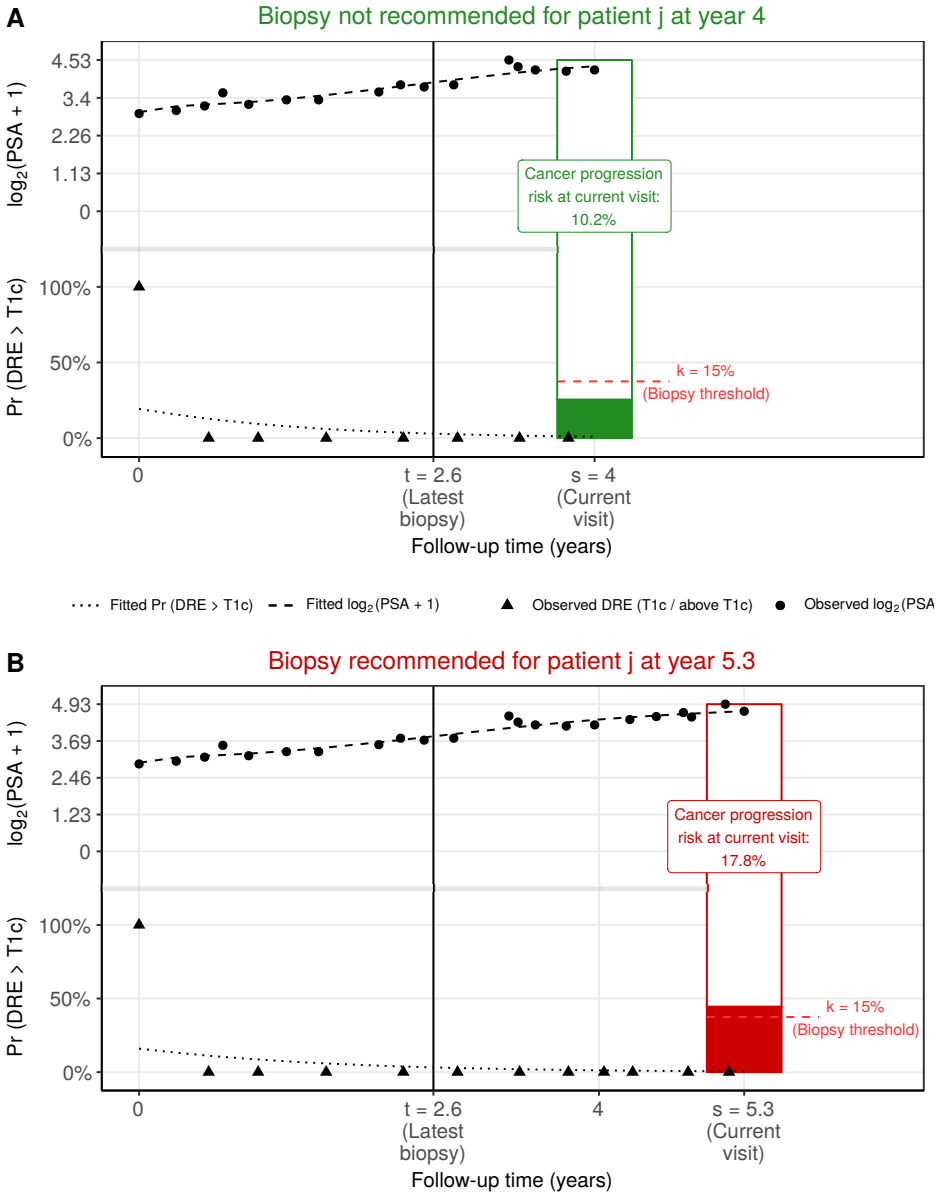 A
Biopsy not recommended for patient j at year 4
log₂(PSA + 1)
4.53
3.4
2.26
1.13
0
Cancer progression
risk at current visit:
10.2%
Pr (DRE > T1c)
100%
50%
0%
k = 15%
(Biopsy threshold)
0
t = 2.6
(Latest
biopsy)
s = 4
(Current
visit)
Follow-up time (years)
Fitted Pr (DRE > T1c)
Fitted log₂(PSA + 1)
Observed DRE (T1c / above T1c)
Observed log₂(PSA
B
Biopsy recommended for patient j at year 5.3
log₂(PSA + 1)
4.93
3.69
2.46
1.23
0
Cancer progression
risk at current visit:
17.8%
Pr (DRE > T1c)
100%
50%
0%
k = 15%
(Biopsy threshold)
0
t = 2.6
(Latest
biopsy)
4
s = 5.3
(Current
visit)
Follow-up time (years)